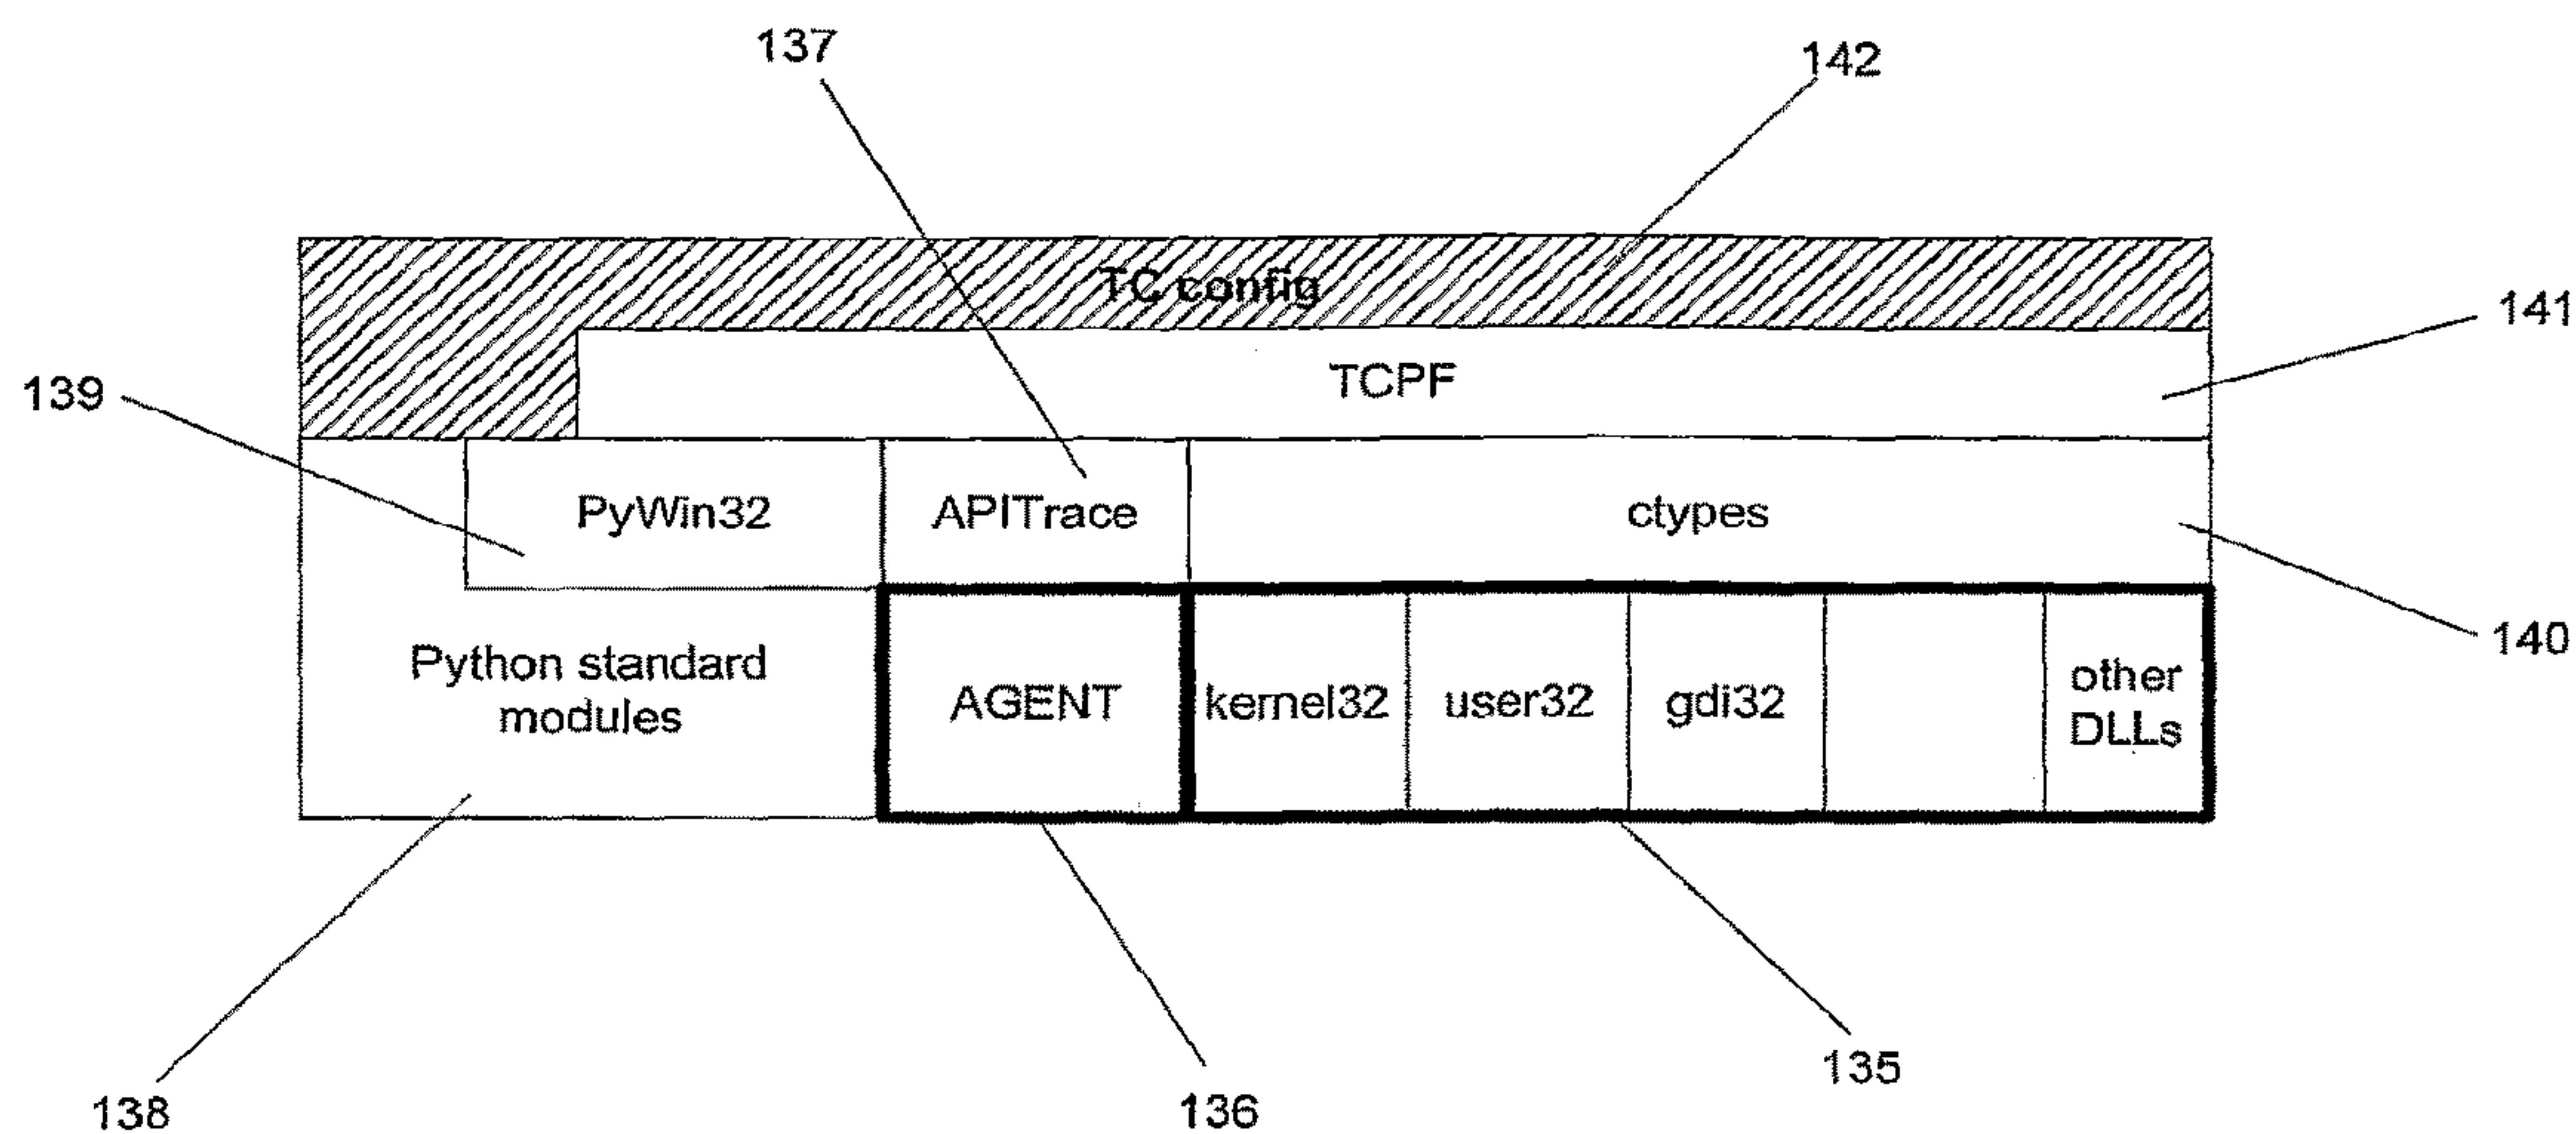 137
142
TC config
141
TCPF
139
PyWin32
APITrace
ctypes
140
Python standard
modules
AGENT
kernel32
user32
gdi32
other
DLLs
135
138
136